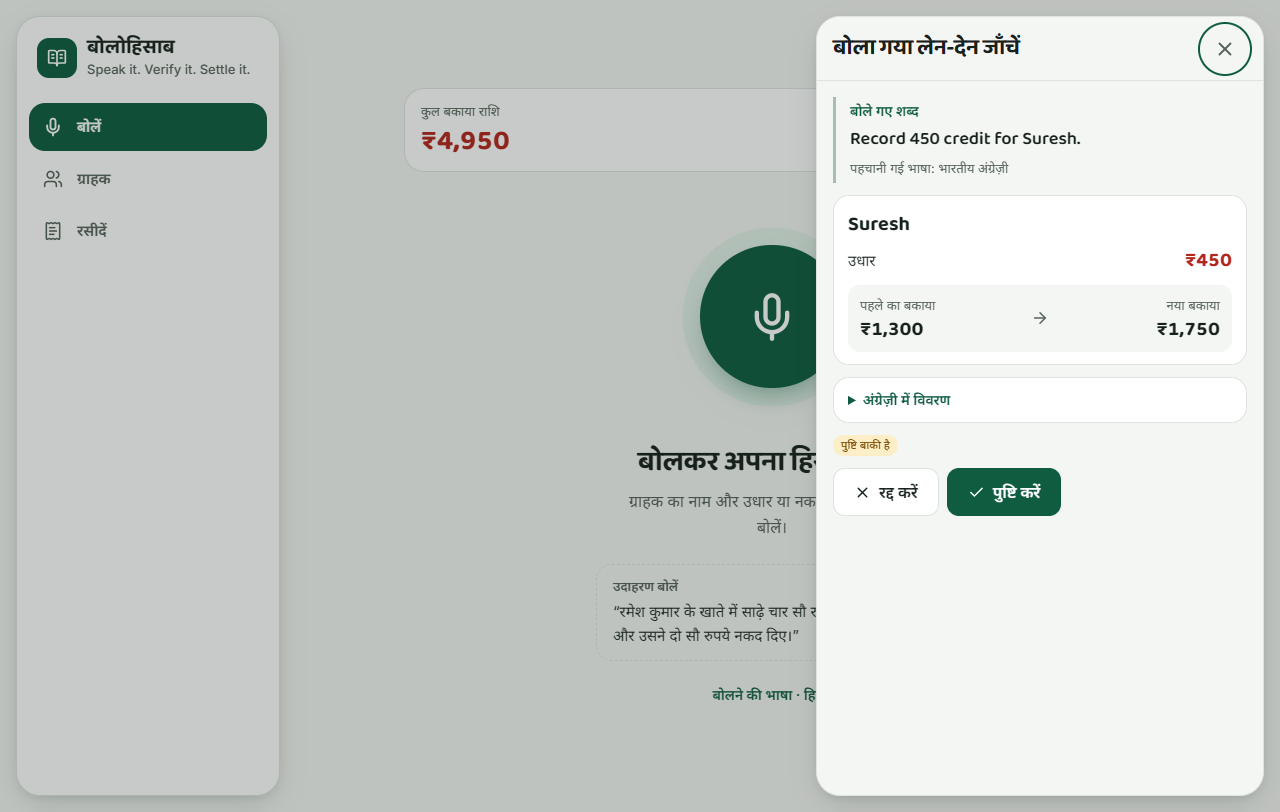 बोलोहिसाब
Speak it. Verify it. Settle it.
बोलें
ग्राहक
रसीदें
कुल बकाया राशि
₹4,950
बोलकर अपना
ग्राहक का नाम और उधार या
बोलें।
उदाहरण बोलें
“रमेश कुमार के खाते में साढ़े चार सौ
और उसने दो सौ रुपये नकद दिए।”
बोलने की भाषा ·
बोला गया लेन-देन जाँचें
बोले गए शब्द
Record 450 credit for Suresh.
पहचानी गई भाषा: भारतीय अंग्रेज़ी
Suresh
उधार ₹450
पहले का बकाया नया बकाया
₹1,300 → ₹1,750
अंग्रेज़ी में विवरण
पुष्टि बाकी है
रद्द करें पुष्टि करें